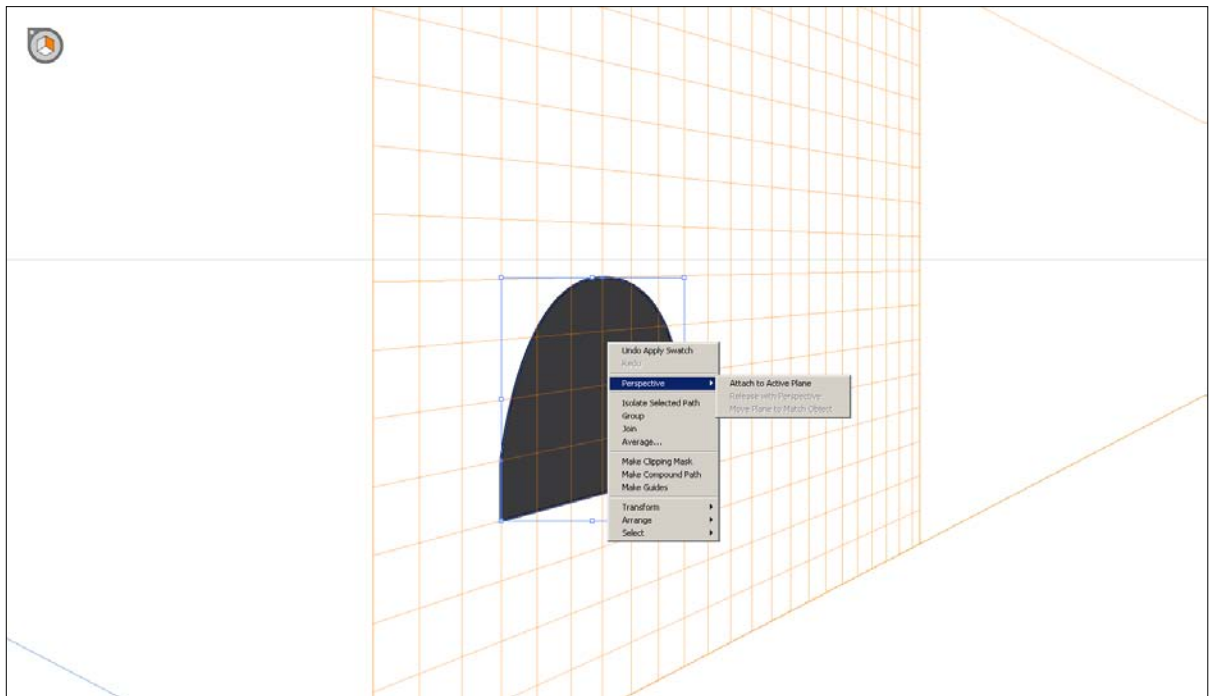 Undo Apply Swatch
Redo
Perspective
Attach to Active Plane
Release with Perspective
Move Plane to Match Object
Isolate Selected Path
Group
Join
Average...
Make Clipping Mask
Make Compound Path
Make Guides
Transform
Arrange
Select